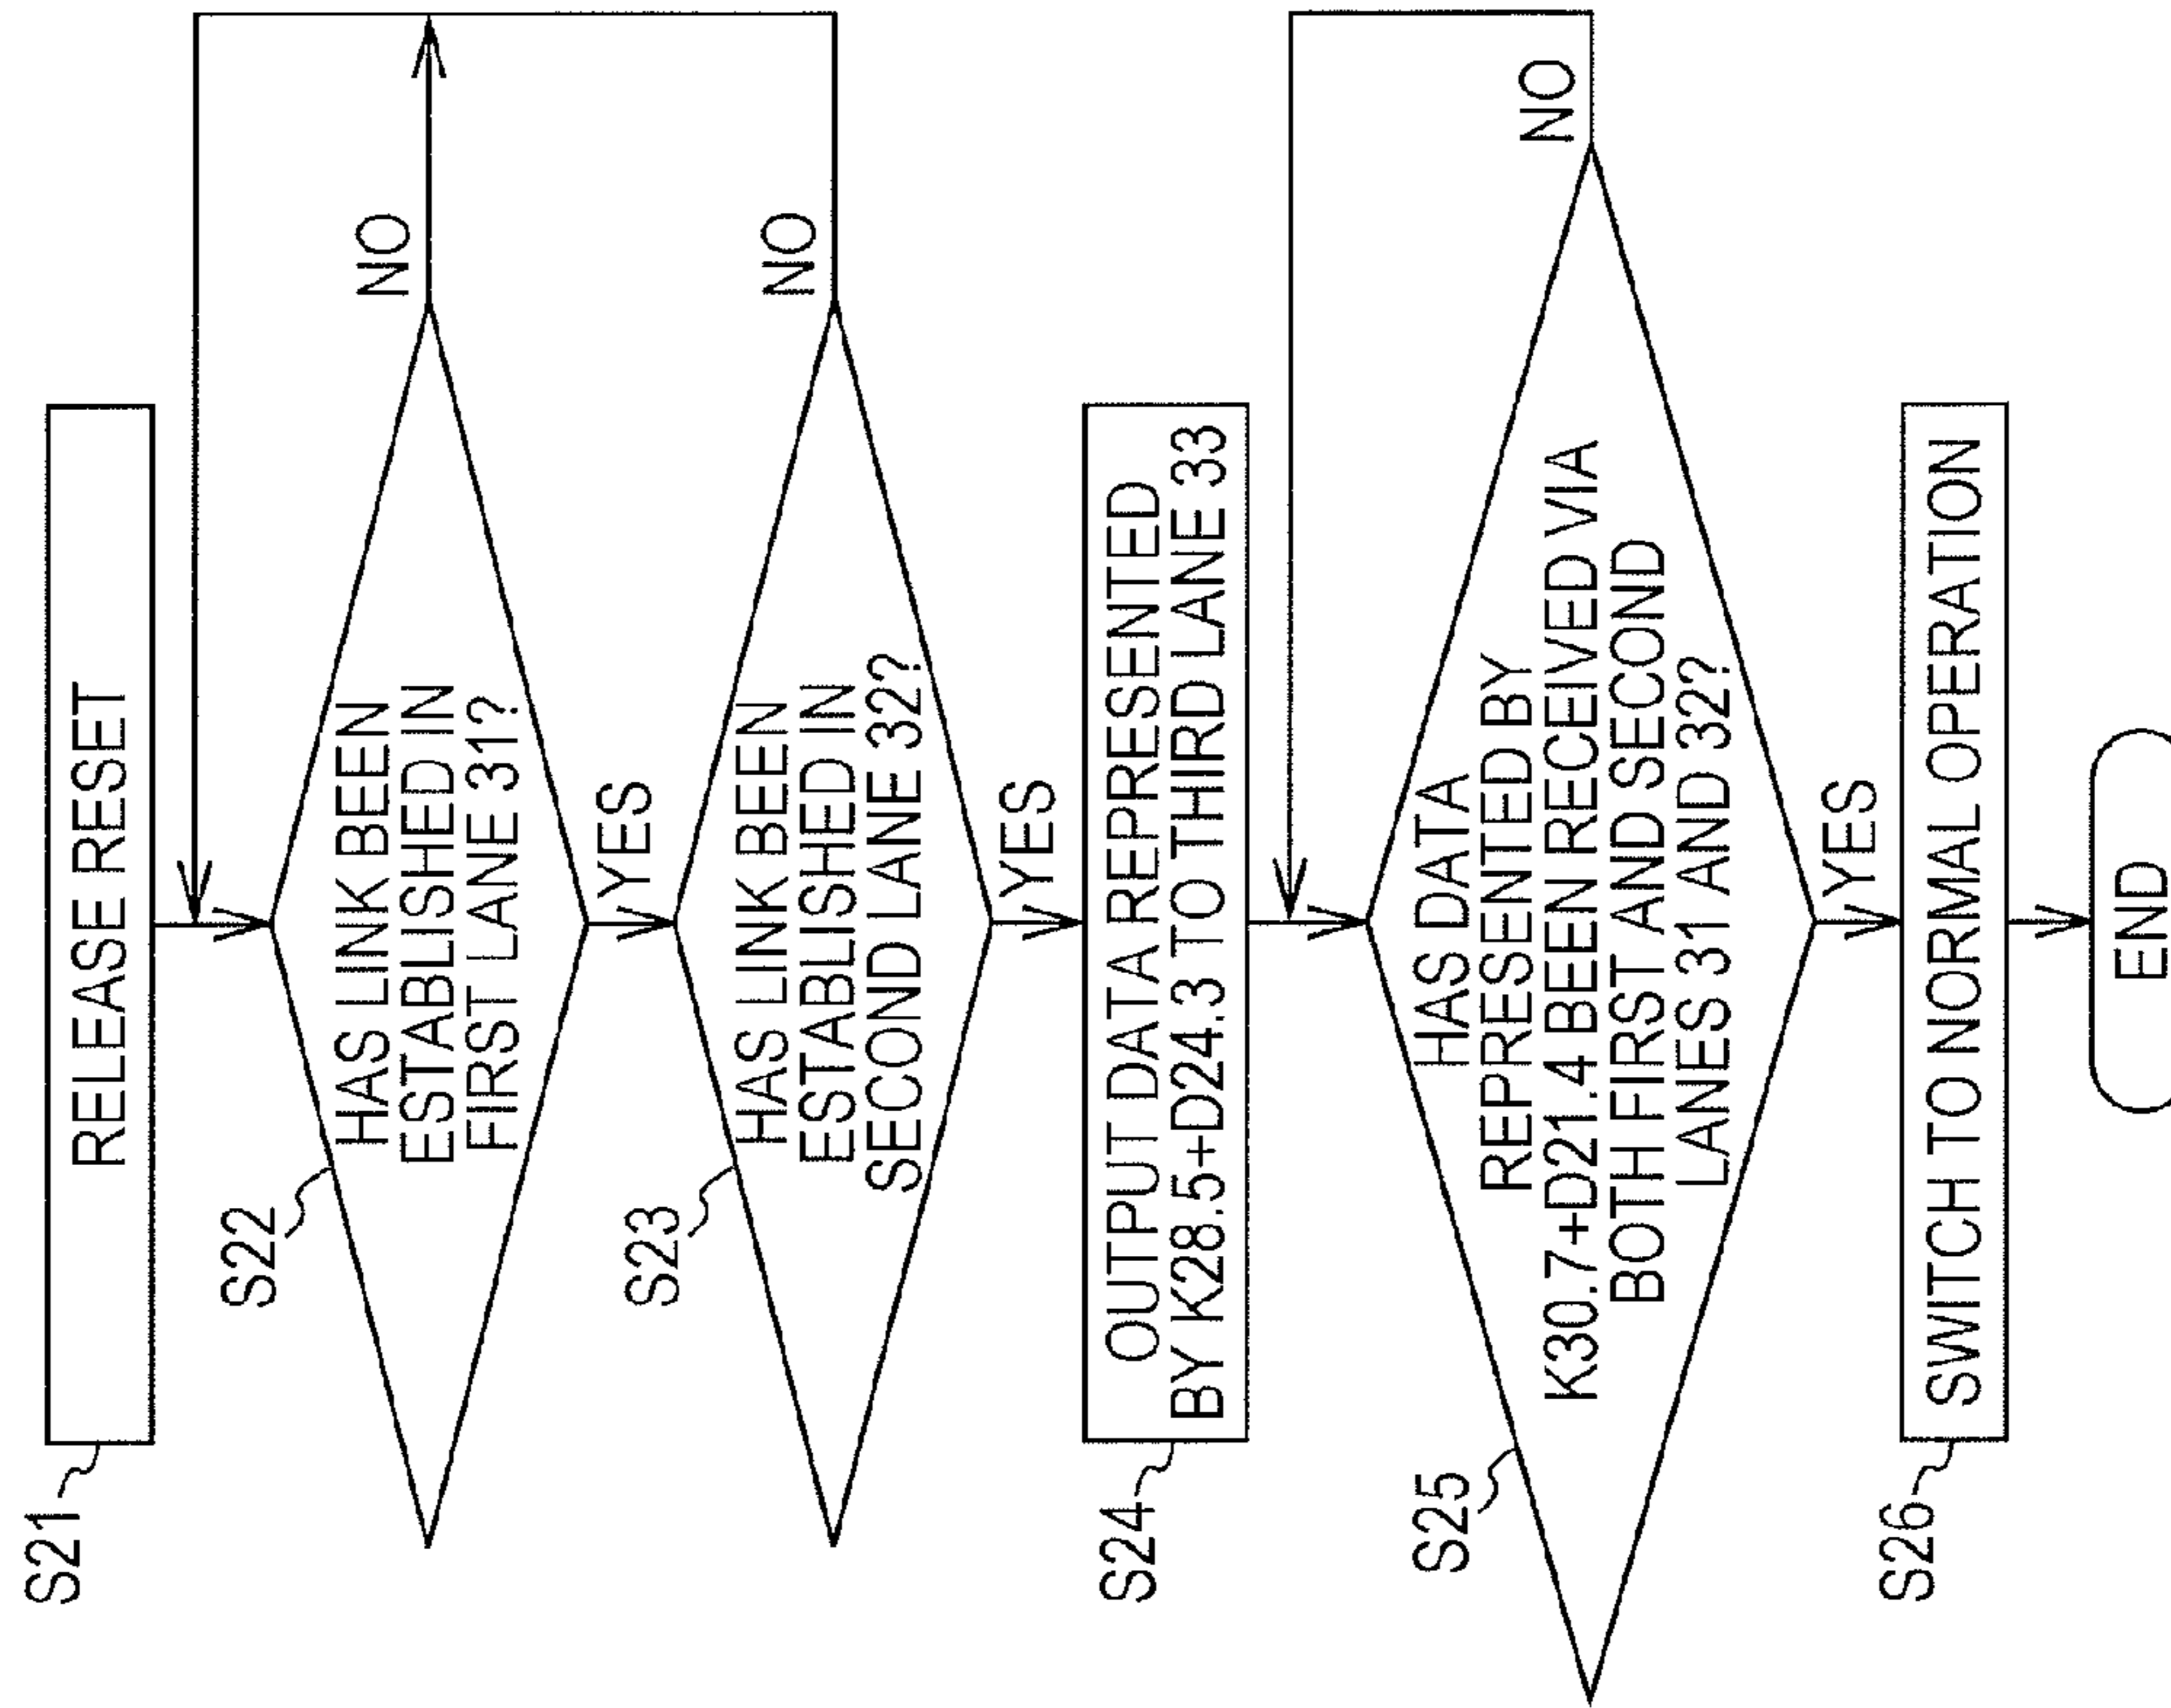 S21
RELEASE RESET
S22
HAS LINK BEEN
ESTABLISHED IN
FIRST LANE 31?
NO
YES
S23
HAS LINK BEEN
ESTABLISHED IN
SECOND LANE 32?
NO
YES
S24
OUTPUT DATA REPRESENTED
BY K28.5+D24.3 TO THIRD LANE 33
S25
HAS DATA
REPRESENTED BY
K30.7+D21.4 BEEN RECEIVED VIA
BOTH FIRST AND SECOND
LANES 31 AND 32?
NO
YES
S26
SWITCH TO NORMAL OPERATION
END